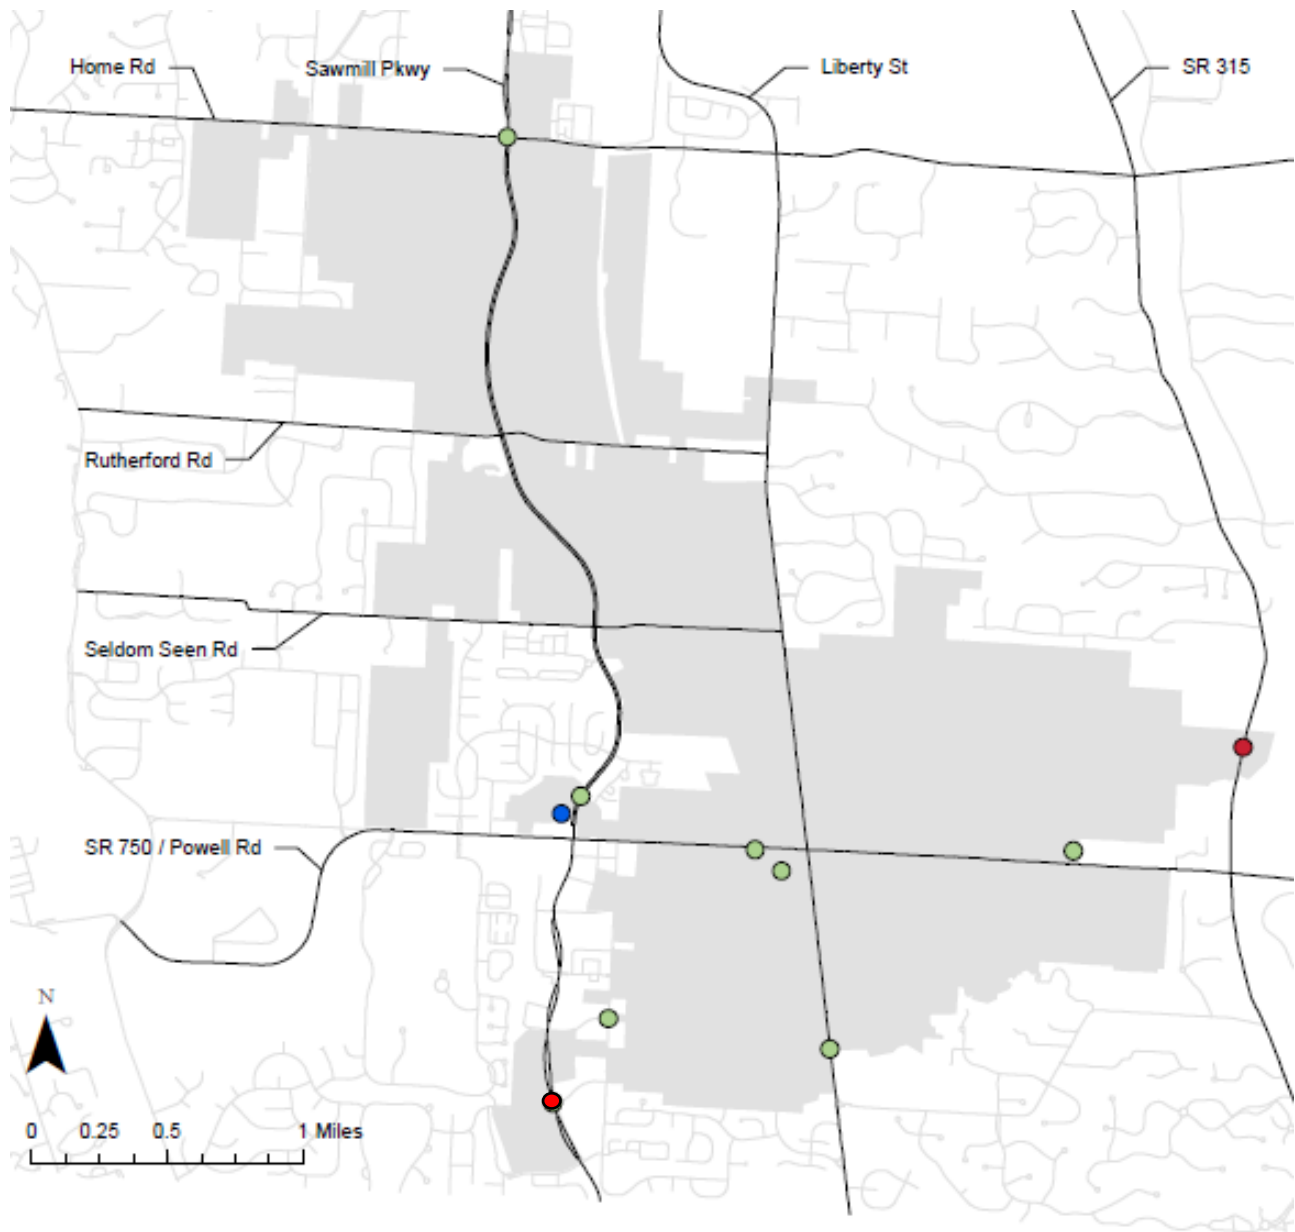 Home Rd
Sawmill Pkwy
Liberty St
SR 315
Rutherford Rd
Seldom Seen Rd
SR 750 / Powell Rd
N
0 0.25 0.5 1 Miles